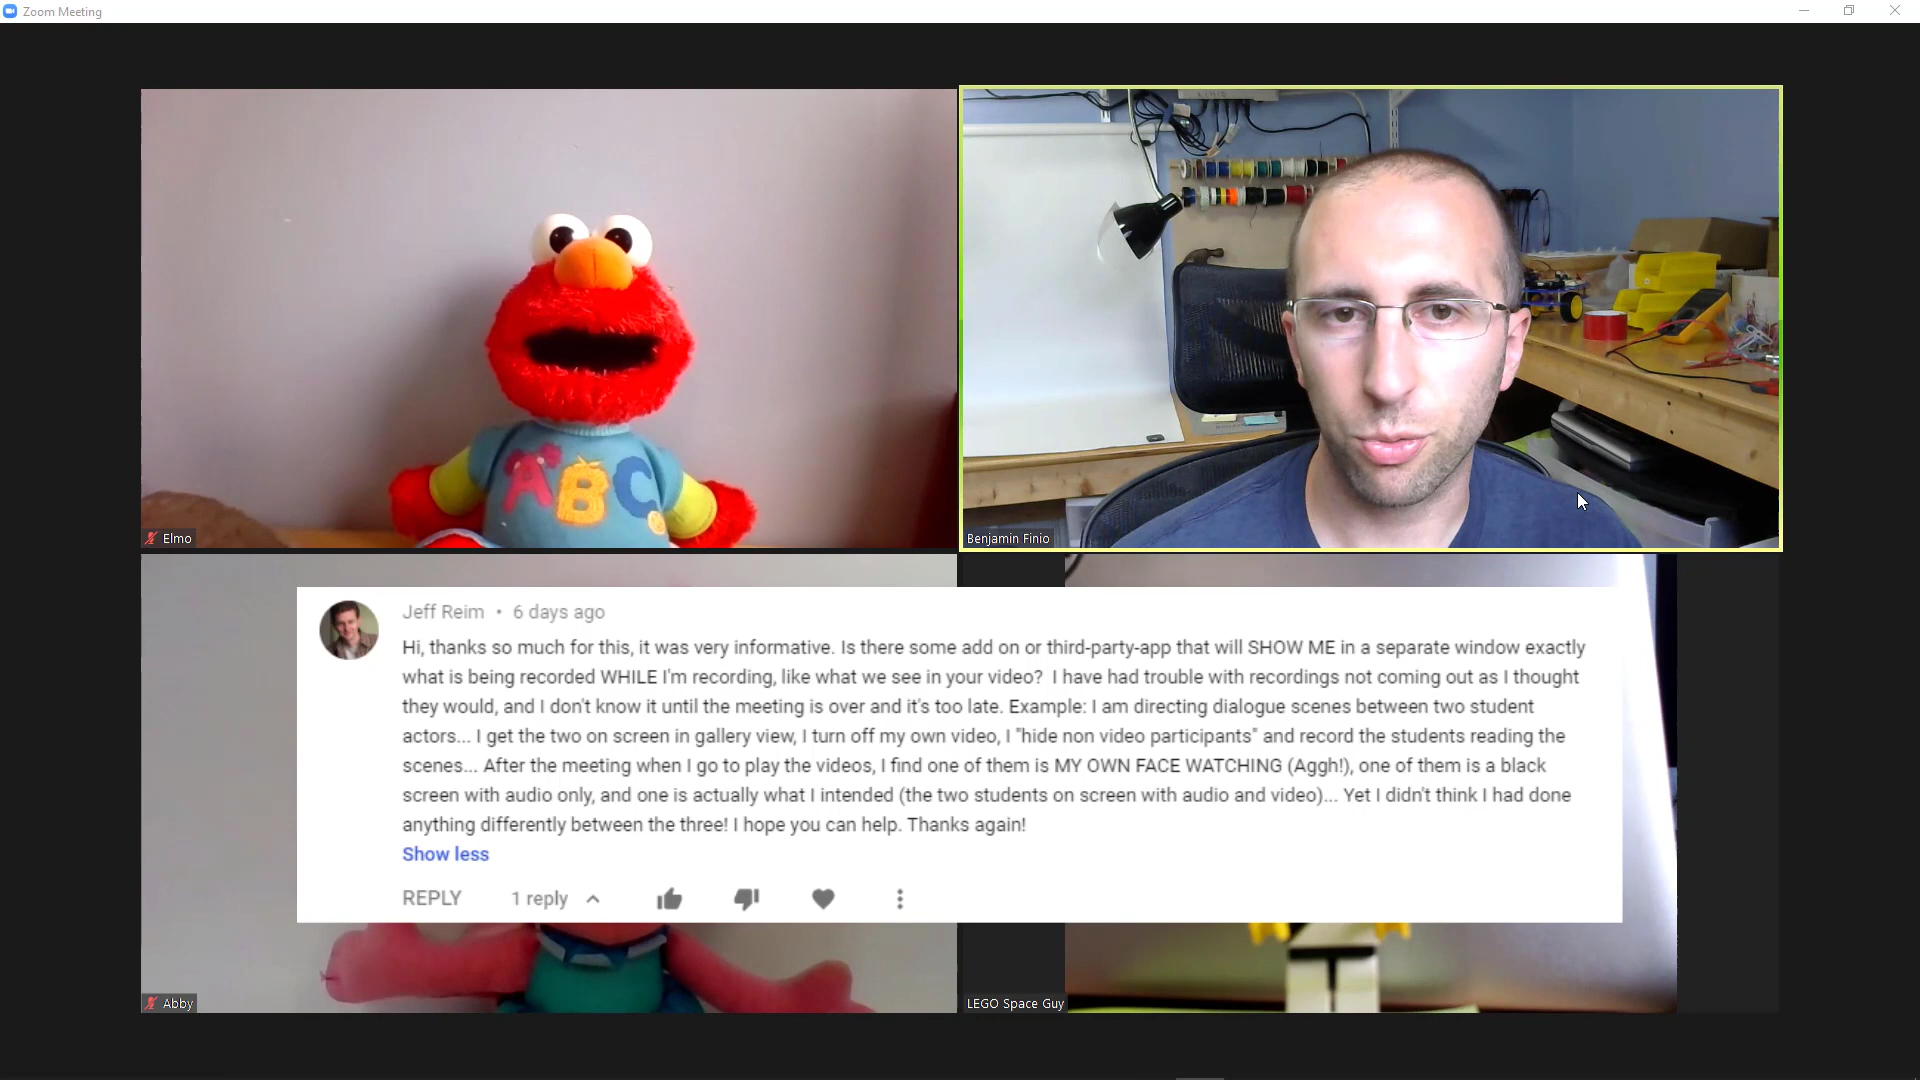 Zoom Meeting
ABC
Elmo
Benjamin Finio
Jeff Reim • 6 days ago
Hi, thanks so much for this, it was very informative. Is there some add on or third-party-app that will SHOW ME in a separate window exactly
what is being recorded WHILE I'm recording, like what we see in your video?  I have had trouble with recordings not coming out as I thought
they would, and I don't know it until the meeting is over and it's too late. Example: I am directing dialogue scenes between two student
actors... I get the two on screen in gallery view, I turn off my own video, I "hide non video participants" and record the students reading the
scenes... After the meeting when I go to play the videos, I find one of them is MY OWN FACE WATCHING (Aggh!), one of them is a black
screen with audio only, and one is actually what I intended (the two students on screen with audio and video)... Yet I didn't think I had done
anything differently between the three! I hope you can help. Thanks again!
Show less
REPLY 1 reply
Abby
LEGO Space Guy